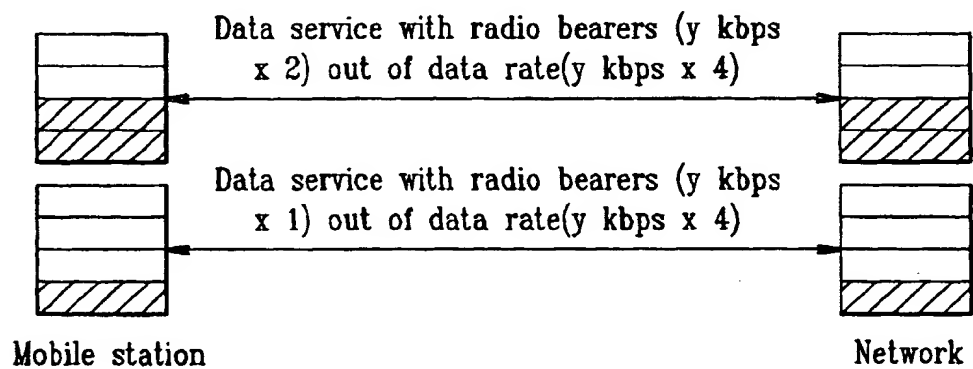 Data service with radio bearers (y kbps
x 2) out of data rate(y kbps x 4)
Data service with radio bearers (y kbps
x 1) out of data rate(y kbps x 4)
Mobile station
Network